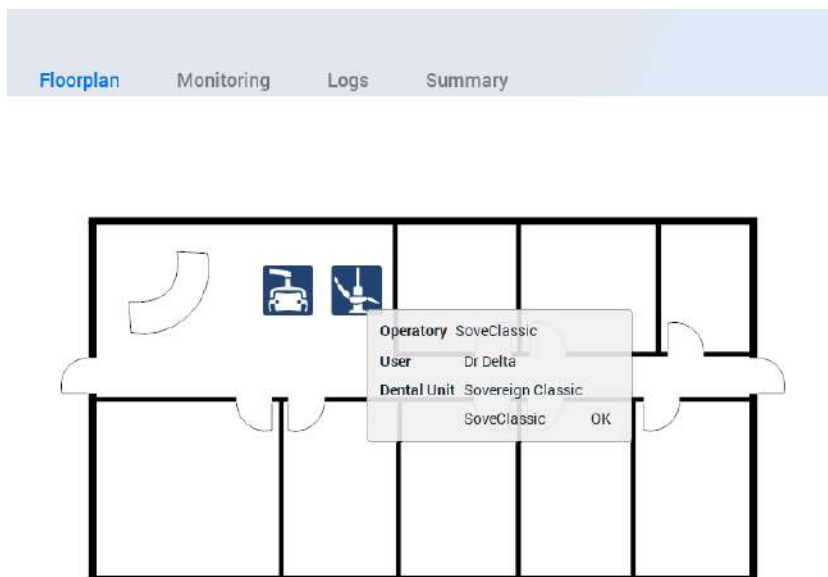 Floorplan Monitoring Logs Summary
Operatory SoveClassic
User Dr Delta
Dental Unit Sovereign Classic
SoveClassic OK